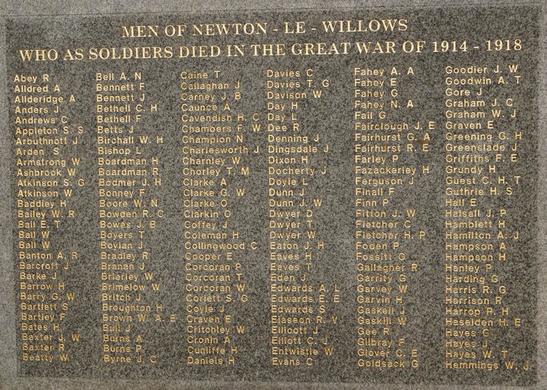 MEN OF NEWTON - LE - WILLOWS
WHO AS SOLDIERS DIED IN THE GREAT WAR OF 1914 - 1918
Abey R
Alldred A
Allderidge A
Anders J
Andrews C
Appleton S. S
Arbuthnott J
Arden S
Armstrong W
Ashbrook W
Atkinson S. G
Atkinson W
Baddley H
Bailey W. R
Ball E. T
Ball W
Ball W
Banton A. R
Barcroft J
Barke J
Barrow H
Barry G. W
Bartlett S
Bartley F
Bates H
Baxter J. W
Baxter R
Beatty W
Bell A. N
Bennett F
Bennett J
Bethell C. H
Bethell F
Betts J
Birchall W. H
Bishop L
Boardman H
Boardman R
Bodmer J. H
Bonney F
Boore W. N
Bowden R. C
Bowes J. B
Boyers T
Boylan J
Bradley R
Branan J
Briarley W
Brimelow W
Britch J
Broughton H
Brown W. A. E
Bull J
Burns A
Burns P
Byrne J. C
Caine T
Callaghan J
Carney J. B
Caunce A
Cavendish H. C
Chambers F. W
Champion W
Charlesworth J
Charnley W
Chorley T. M
Clarke A
Clarke G. W
Clarke O
Clarkin O
Coffey J
Coleman H
Collingwood C
Cooper E
Corcoran P
Corcoran T
Corcoran W
Corlett S. G
Coyle J
Craven E
Critchley W
Cronin A
Cunliffe H
Daniels H
Davies C
Davies T. G
Davison W
Day H
Day L
Dee R
Denning J
Dingsdale J
Dixon H
Docherty J
Doyle L
Dunn J
Dunn J. W
Dwyer D
Dwyer T
Dwyer W
Eaton J. H
Eaves H
Eaves T
Eden J
Edwards A. L
Edwards E. E
Edwards S
Elason R. V
Ellicott J
Elliott C. J
Entwistle W
Evans C
Fahey A. A
Fahey E
Fahey G
Fahey N. A
Fail G
Fairclough J. E
Fairhurst G. A
Fairhurst R. E
Farley P
Fazackerley H
Ferguson J
Finall F
Finn P
Fitton J. W
Fletcher C
Fletcher H. P
Foden P
Fossitt G
Gallagher R
Garrity G
Garvey W
Garvin H
Gaskell J
Gaskill W
Gee R
Gilbray F
Glover C. E
Goldsack G
Goodier J. W
Goodwin A. T
Gore J
Graham J. C
Graham W. J
Graven E
Greening G. H
Greenslade J
Griffiths F. E
Grundy H
Guest C. H. T
Guthrie H. S
Half E
Halsall J. P
Hamblett H
Hamilton A. J
Hampson A
Hampson H
Hanley P
Harding G
Harris R. G
Harrison R
Harrop R. H
Haselden H. E
Hayes C
Hayes J
Hayes W. T
Hemmings W. J